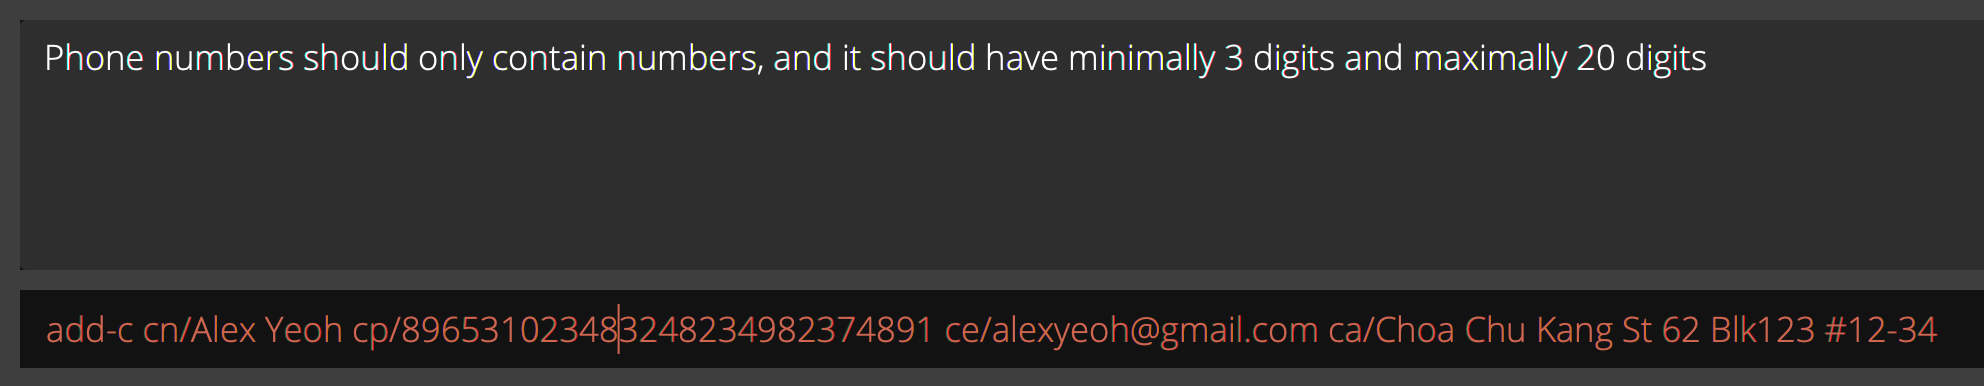 Phone numbers should only contain numbers, and it should have minimally 3 digits and maximally 20 digits
add-c cn/Alex Yeoh cp/896531023483248234982374891 ce/alexyeoh@gmail.com ca/Choa Chu Kang St 62 Blk123 #12-34